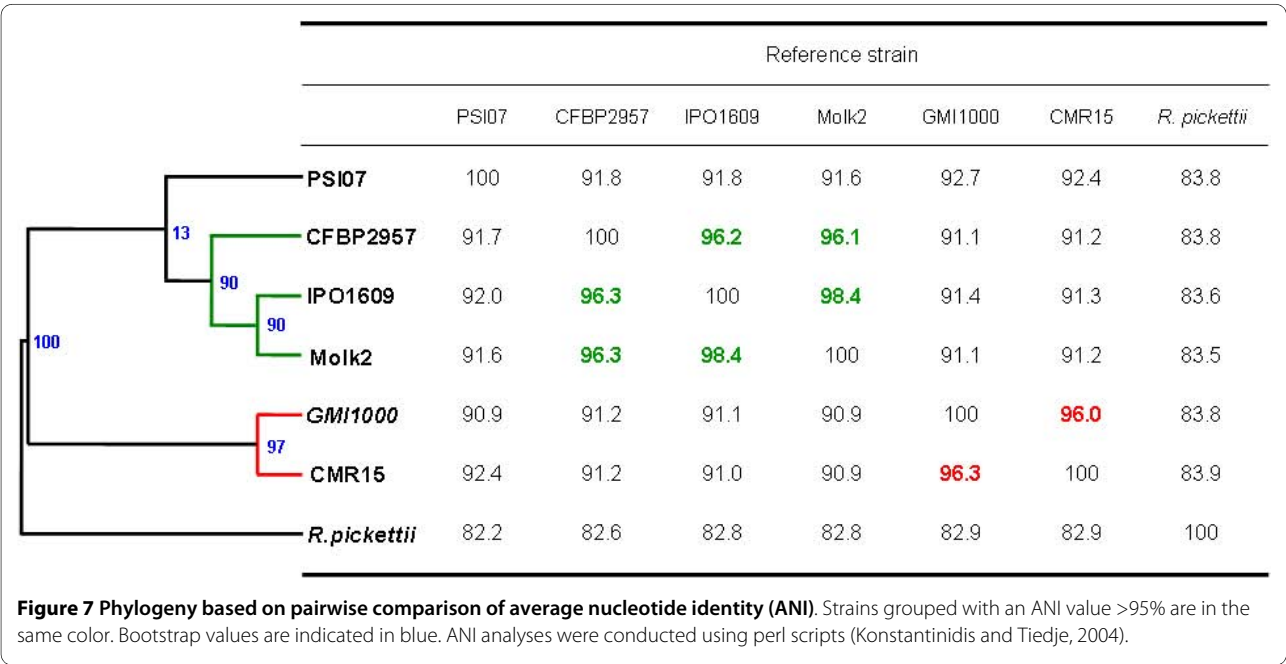 Reference strain
PSI07 CFBP2957 IPO1609 Molk2 GMI1000 CMR15 R. pickettii
PSI07 100 91.8 91.8 91.6 92.7 92.4 83.8
13
CFBP2957 91.7 100 96.2 96.1 91.1 91.2 83.8
90
IPO1609 92.0 96.3 100 98.4 91.4 91.3 83.6
90
100
Molk2 91.6 96.3 98.4 100 91.1 91.2 83.5
GMI1000 90.9 91.2 91.1 90.9 100 96.0 83.8
97
CMR15 92.4 91.2 91.0 90.9 96.3 100 83.9
R.pickettii 82.2 82.6 82.8 82.8 82.9 82.9 100
Figure 7 Phylogeny based on pairwise comparison of average nucleotide identity (ANI). Strains grouped with an ANI value >95% are in the
same color. Bootstrap values are indicated in blue. ANI analyses were conducted using perl scripts (Konstantinidis and Tiedje, 2004).